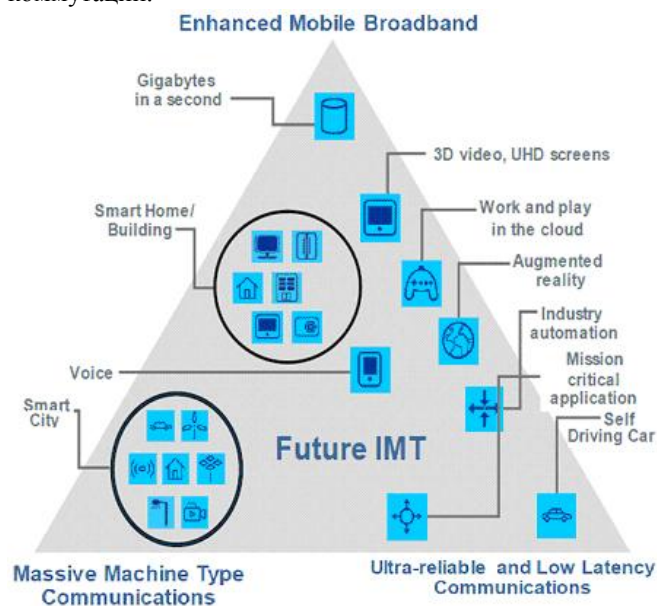 коммутации.
Enhanced Mobile Broadband
Gigabytes
in a second
3D video, UHD screens
Smart Home/
Building
Work and play
in the cloud
Augmented
reality
Industry
automation
Mission
critical
application
Voice
Smart
City
Self
Driving Car
Future IMT
Massive Machine Type
Communications
Ultra-reliable and Low Latency
Communications